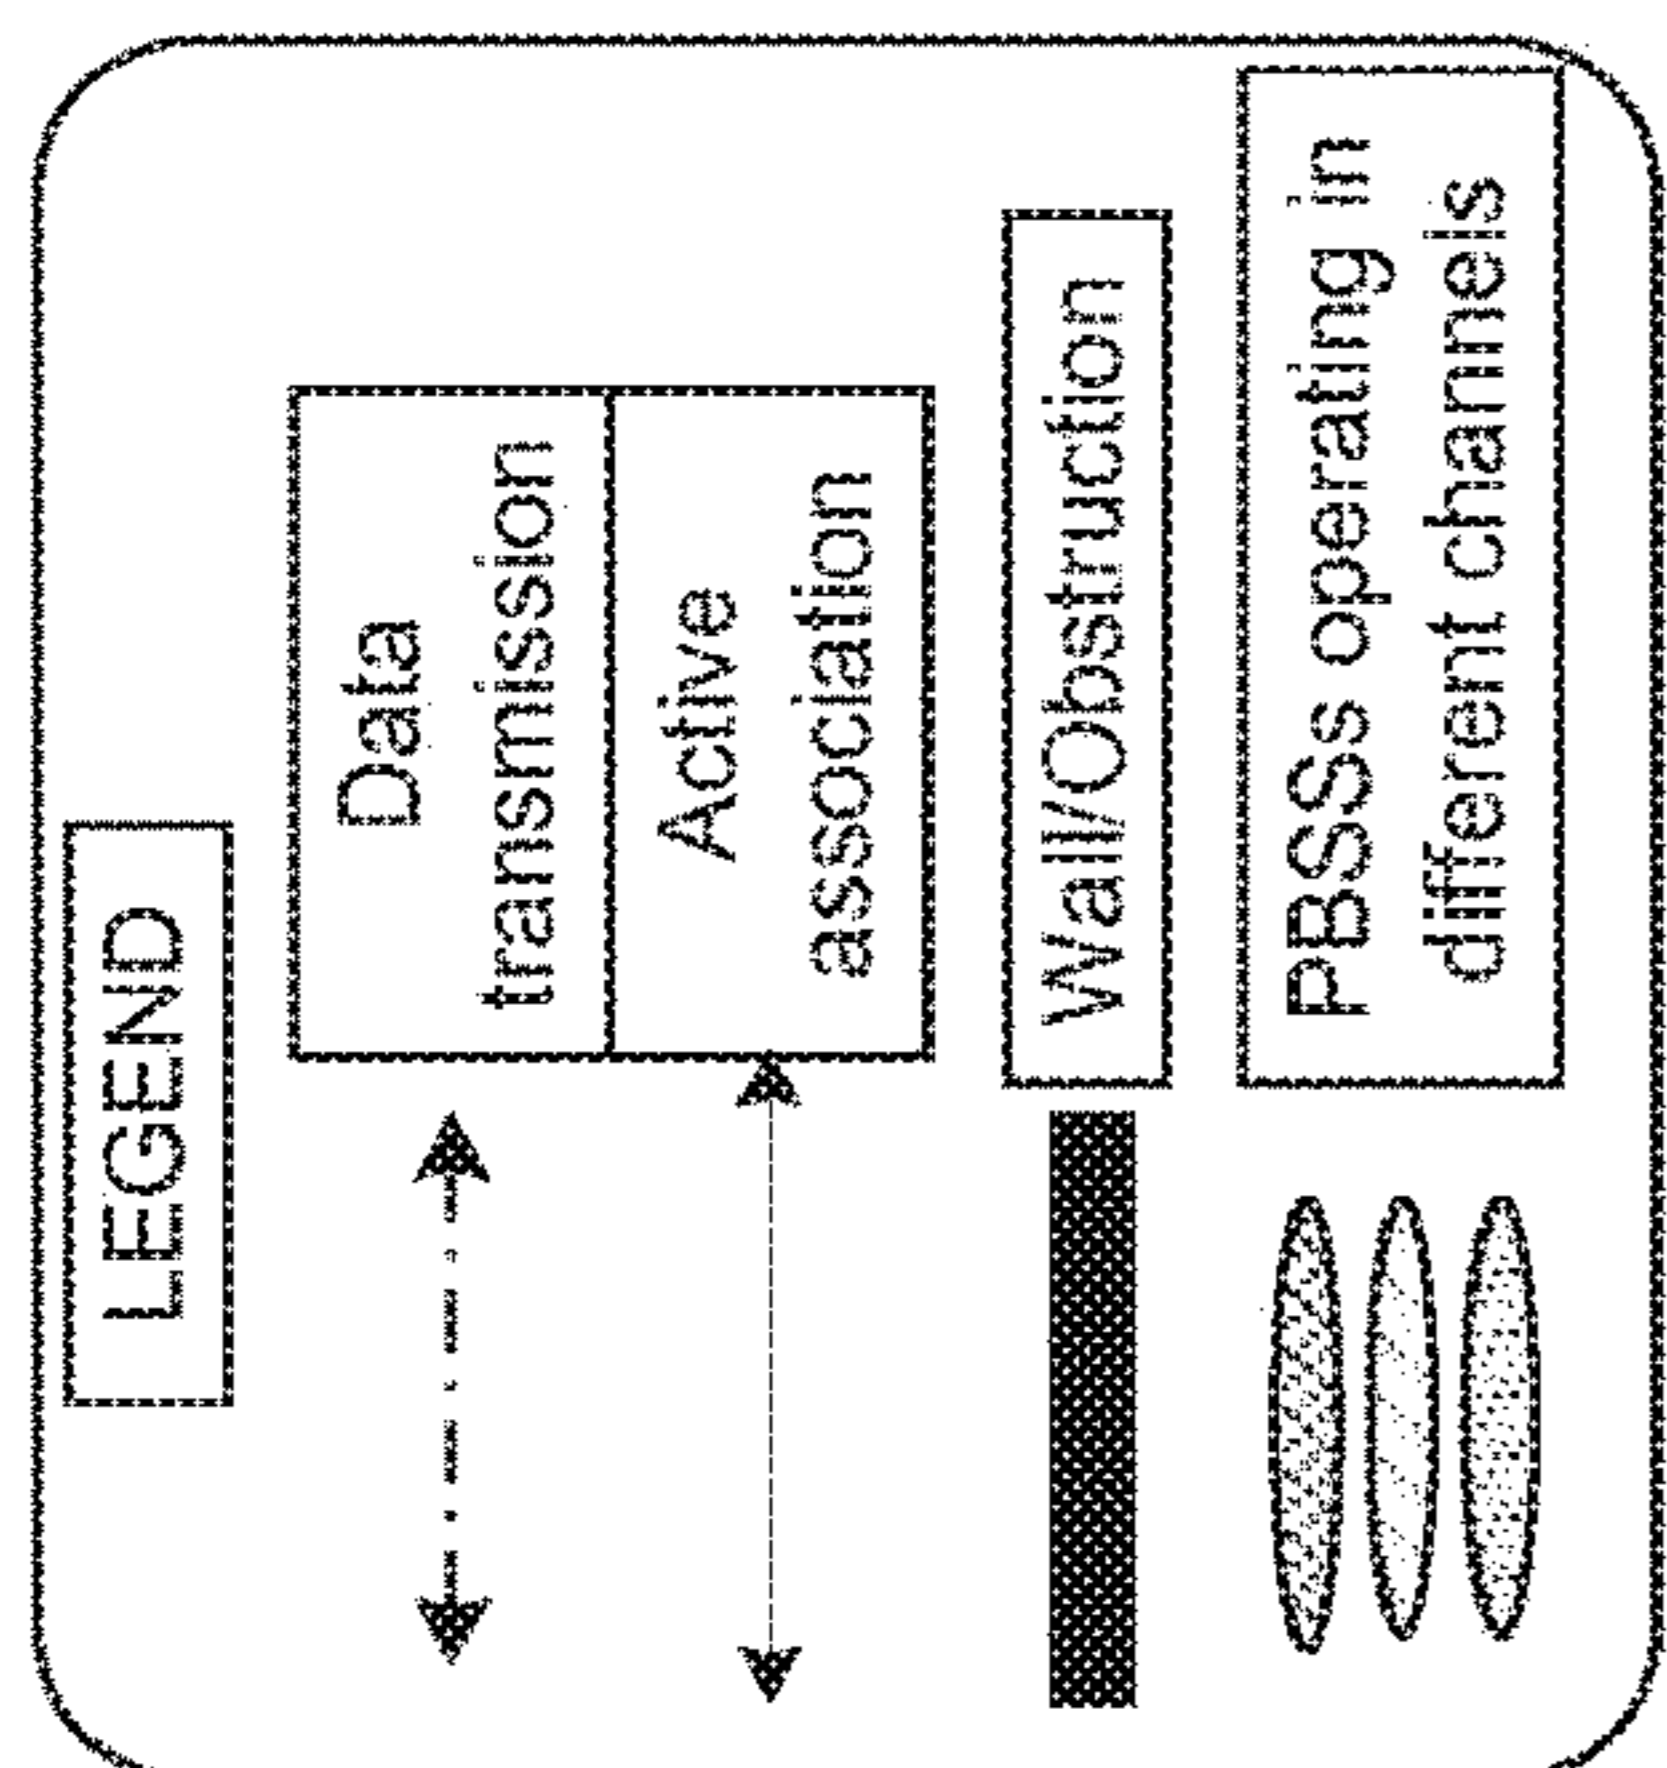 LEGEND
Data
transmission
Active
association
Wall/Obstruction
PBSSs operating in
different channels